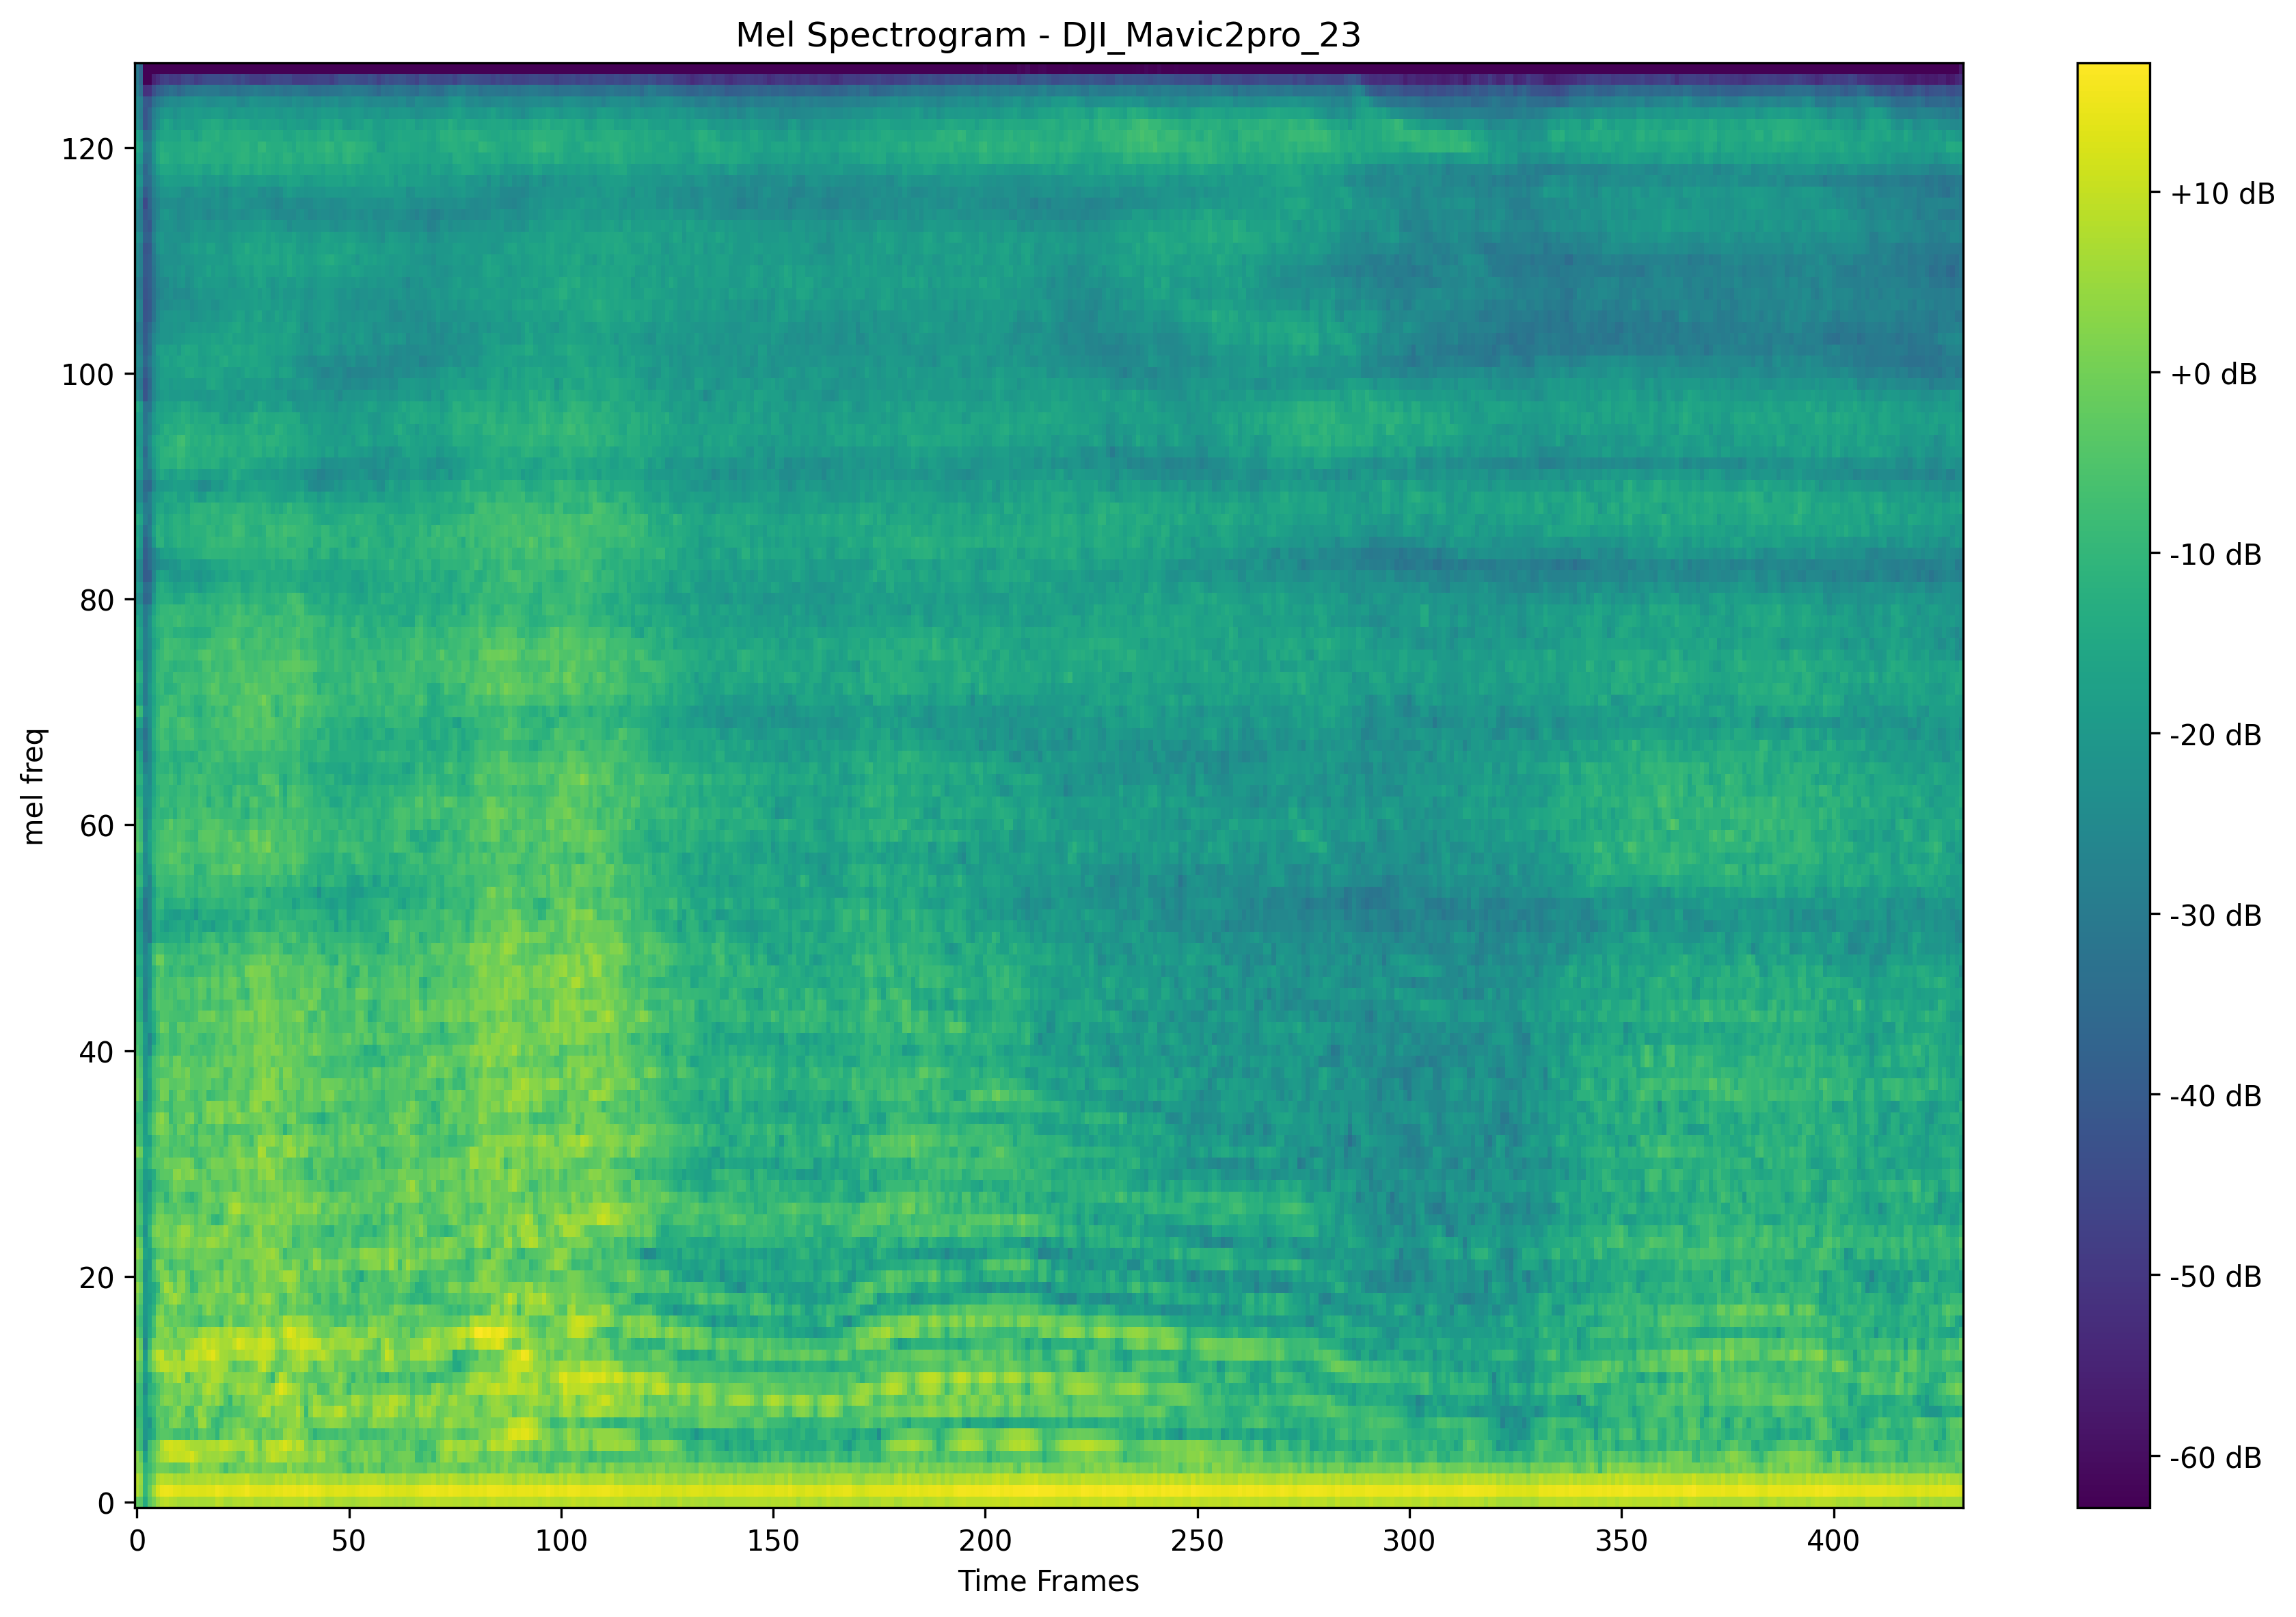 Mel Spectrogram - DJI_Mavic2pro_23
120
100
80
60
40
20
0
mel freq
0 50 100 150 200 250 300 350 400
Time Frames
+10 dB
+0 dB
-10 dB
-20 dB
-30 dB
-40 dB
-50 dB
-60 dB